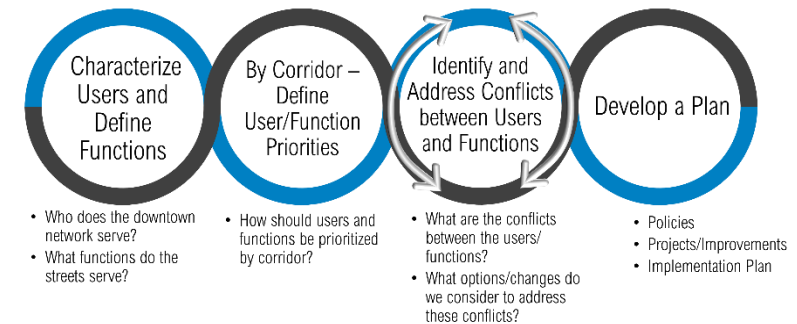 Characterize
Users and
Define
Functions
• Who does the downtown
network serve?
• What functions do the
streets serve?
By Corridor –
Define
User/Function
Priorities
• How should users and
functions be prioritized
by corridor?
Identify and
Address Conflicts
between Users
and Functions
• What are the conflicts
between the users/
functions?
• What options/changes do
we consider to address
these conflicts?
Develop a Plan
• Policies
• Projects/Improvements
• Implementation Plan